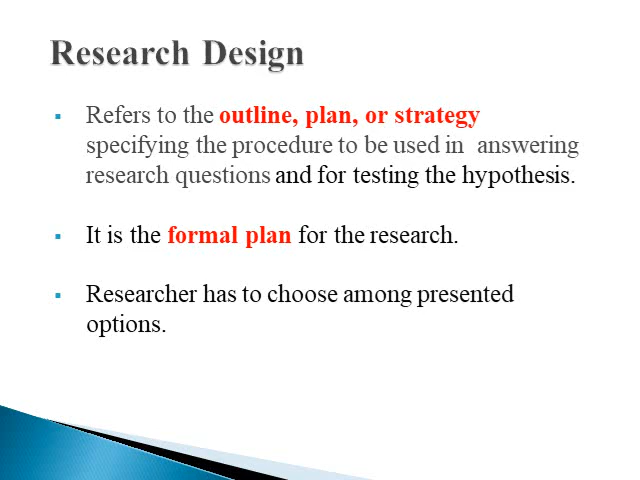 Research Design
▪ Refers to the outline, plan, or strategy
specifying the procedure to be used in  answering
research questions and for testing the hypothesis.
▪ It is the formal plan for the research.
▪ Researcher has to choose among presented
options.